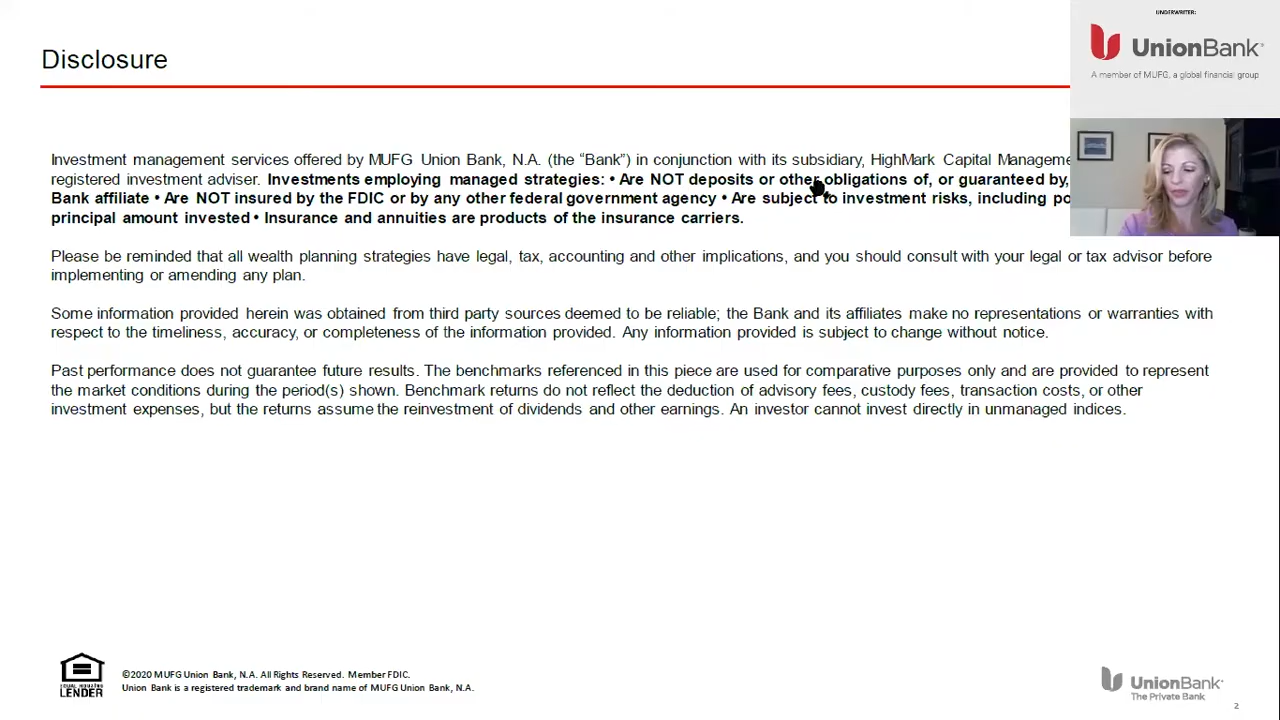 UNDERWRITER:
UnionBank
A member of MUFG, a global financial group
Disclosure
Investment management services offered by MUFG Union Bank, N.A. (the “Bank”) in conjunction with its subsidiary, HighMark Capital
registered investment adviser. Investments employing managed strategies: • Are NOT deposits or other obligations of, or guaranteed by,
Bank affiliate • Are NOT insured by the FDIC or by any other federal government agency • Are subject to investment risks, including
principal amount invested • Insurance and annuities are products of the insurance carriers.
Please be reminded that all wealth planning strategies have legal, tax, accounting and other implications, and you should consult with your legal or tax advisor before
implementing or amending any plan.
Some information provided herein was obtained from third party sources deemed to be reliable; the Bank and its affiliates make no representations or warranties with
respect to the timeliness, accuracy, or completeness of the information provided. Any information provided is subject to change without notice.
Past performance does not guarantee future results. The benchmarks referenced in this piece are used for comparative purposes only and are provided to represent
the market conditions during the period(s) shown. Benchmark returns do not reflect the deduction of advisory fees, custody fees, transaction costs, or other
investment expenses, but the returns assume the reinvestment of dividends and other earnings. An investor cannot invest directly in unmanaged indices.
EQUAL HOUSING
LENDER
©2020 MUFG Union Bank, N.A. All Rights Reserved. Member FDIC.
Union Bank is a registered trademark and brand name of MUFG Union Bank, N.A.
UnionBank
The Private Bank
2